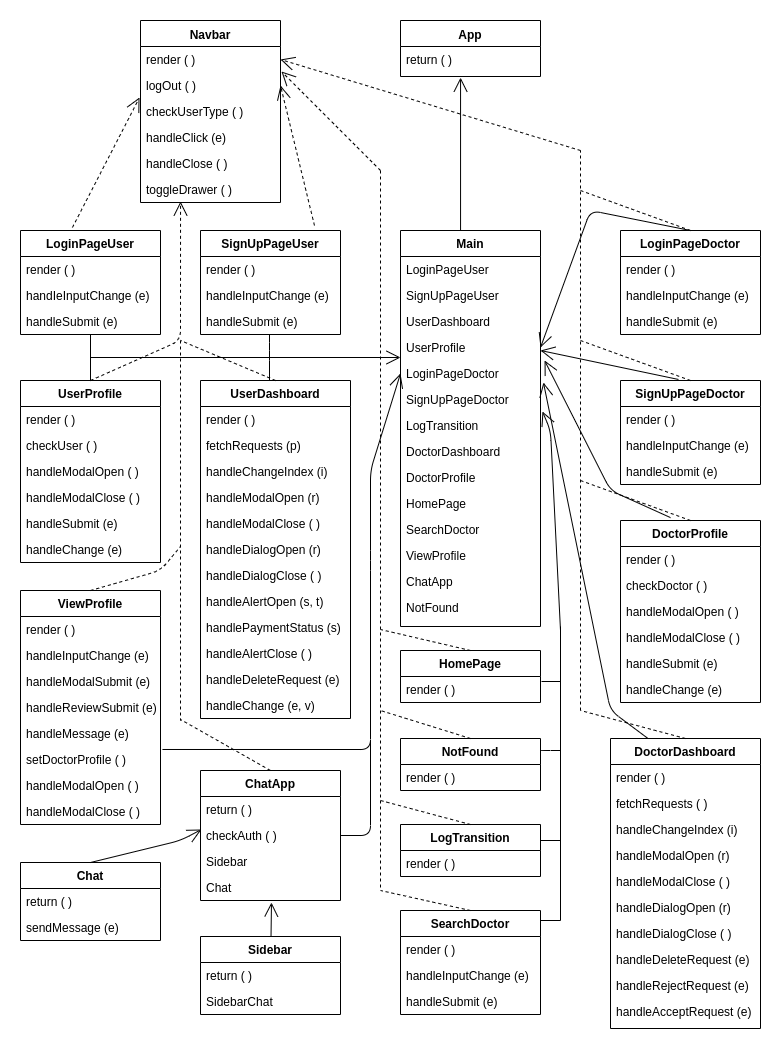 Navbar
render ( )
logOut ( )
checkUserType ( )
handleClick (e)
handleClose ( )
toggleDrawer ( )
App
return ( )
LoginPageUser
render ( )
handleInputChange (e)
handleSubmit (e)
SignUpPageUser
render ( )
handleInputChange (e)
handleSubmit (e)
Main
LoginPageUser
SignUpPageUser
UserDashboard
UserProfile
LoginPageDoctor
SignUpPageDoctor
LogTransition
DoctorDashboard
DoctorProfile
HomePage
SearchDoctor
ViewProfile
ChatApp
NotFound
LoginPageDoctor
render ( )
handleInputChange (e)
handleSubmit (e)
UserProfile
render ( )
checkUser ( )
handleModalOpen ( )
handleModalClose ( )
handleSubmit (e)
handleChange (e)
UserDashboard
render ( )
fetchRequests (p)
handleChangeIndex (i)
handleModalOpen (r)
handleModalClose ( )
handleDialogOpen (r)
handleDialogClose ( )
handleAlertOpen (s, t)
handlePaymentStatus (s)
handleAlertClose ( )
handleDeleteRequest (e)
handleChange (e, v)
SignUpPageDoctor
render ( )
handleInputChange (e)
handleSubmit (e)
DoctorProfile
render ( )
checkDoctor ( )
handleModalOpen ( )
handleModalClose ( )
handleSubmit (e)
handleChange (e)
ViewProfile
render ( )
handleInputChange (e)
handleModalSubmit (e)
handleReviewSubmit (e)
handleMessage (e)
setDoctorProfile ( )
handleModalOpen ( )
handleModalClose ( )
HomePage
render ( )
NotFound
render ( )
LogTransition
render ( )
SearchDoctor
render ( )
handleInputChange (e)
handleSubmit (e)
DoctorDashboard
render ( )
fetchRequests ( )
handleChangeIndex (i)
handleModalOpen (r)
handleModalClose ( )
handleDialogOpen (r)
handleDialogClose ( )
handleDeleteRequest (e)
handleRejectRequest (e)
handleAcceptRequest (e)
ChatApp
return ( )
checkAuth ( )
Sidebar
Chat
Chat
return ( )
sendMessage (e)
Sidebar
return ( )
SidebarChat